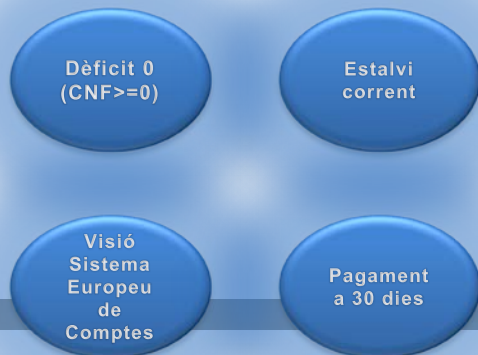 Dèficit 0
(CNF>=0)
Estalvi
corrent
Visió
Sistema
Europeu
de
Comptes
Pagament
a 30 dies